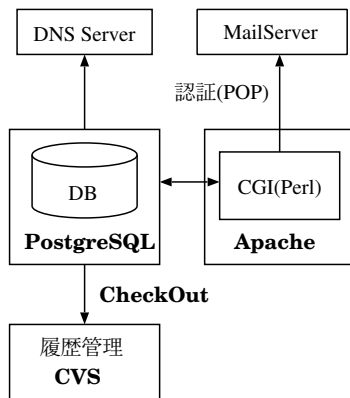 DNS Server
MailServer
認証(POP)
DB
PostgreSQL
CGI(Perl)
Apache
CheckOut
履歴管理
CVS